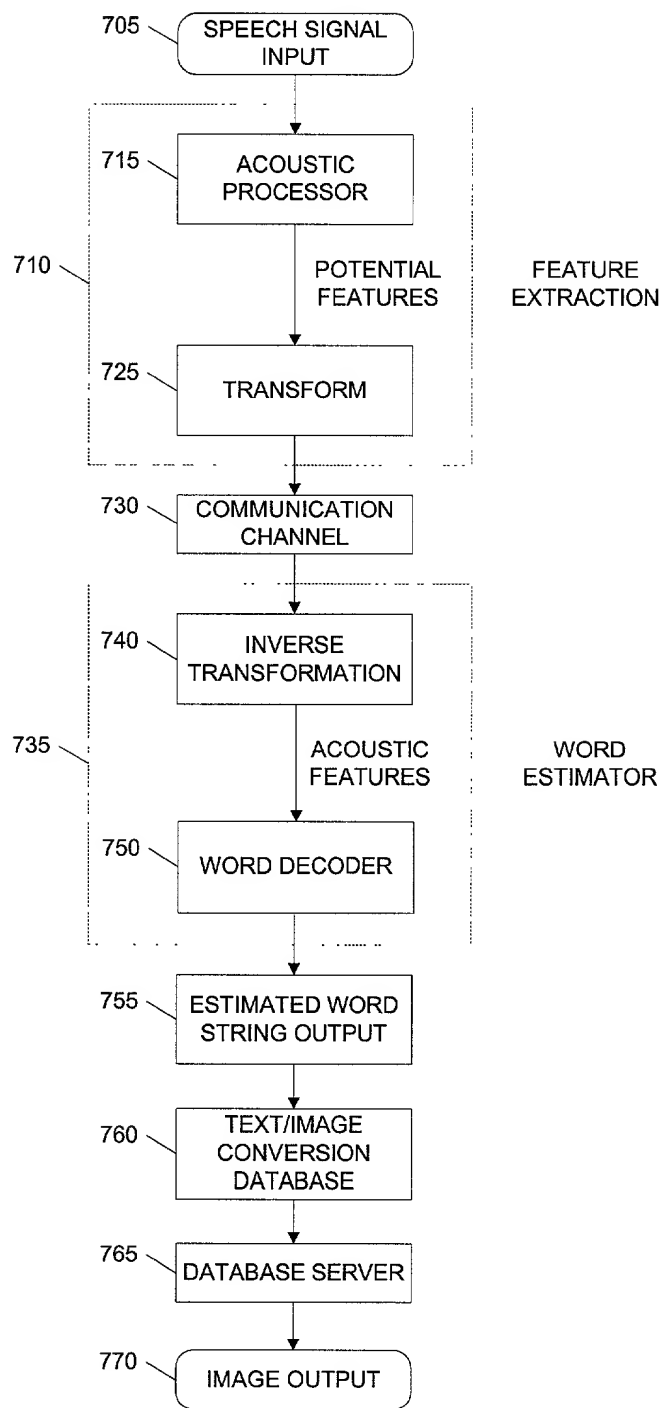 705
SPEECH SIGNAL
INPUT
715
ACOUSTIC
PROCESSOR
710
POTENTIAL
FEATURES
FEATURE
EXTRACTION
725
TRANSFORM
730
COMMUNICATION
CHANNEL
740
INVERSE
TRANSFORMATION
735
ACOUSTIC
FEATURES
WORD
ESTIMATOR
750
WORD DECODER
755
ESTIMATED WORD
STRING OUTPUT
760
TEXT/IMAGE
CONVERSION
DATABASE
765
DATABASE SERVER
770
IMAGE OUTPUT